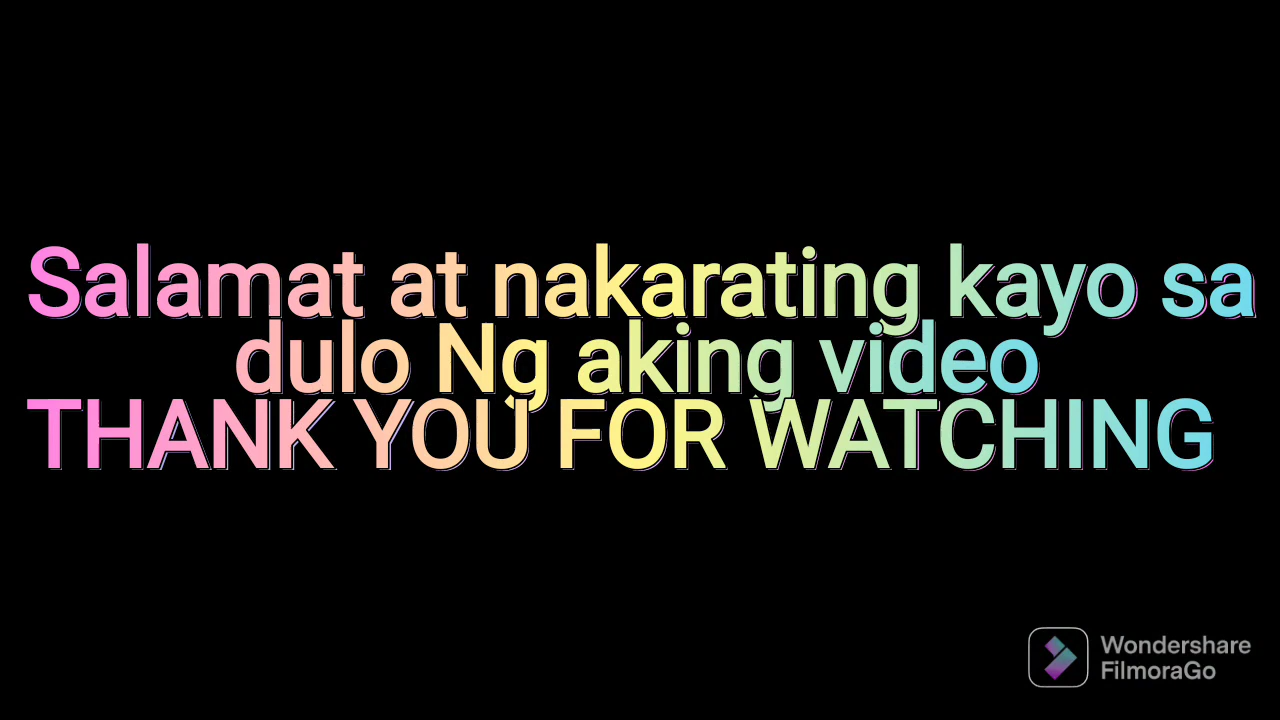 Salamat at nakarating kayo sa
dulo Ng aking video
THANK YOU FOR WATCHING
Wondershare
FilmoraGo